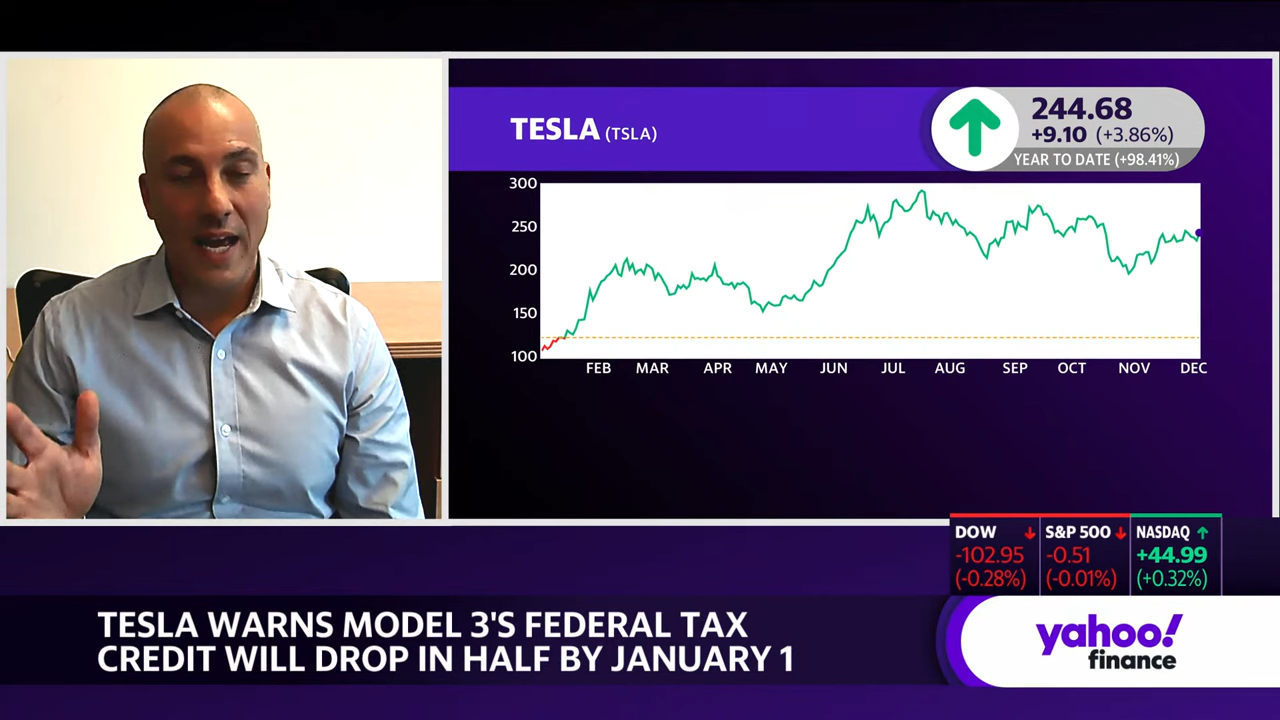 TESLA (TSLA)
244.68
+9.10 (+3.86%)
YEAR TO DATE (+98.41%)
300
250
200
150
100
FEB MAR APR MAY JUN JUL AUG SEP OCT NOV DEC
DOW
-102.95
(-0.28%)
S&P 500
-0.51
(-0.01%)
NASDAQ
+44.99
(+0.32%)
TESLA WARNS MODEL 3'S FEDERAL TAX
CREDIT WILL DROP IN HALF BY JANUARY 1
yahoo!
finance